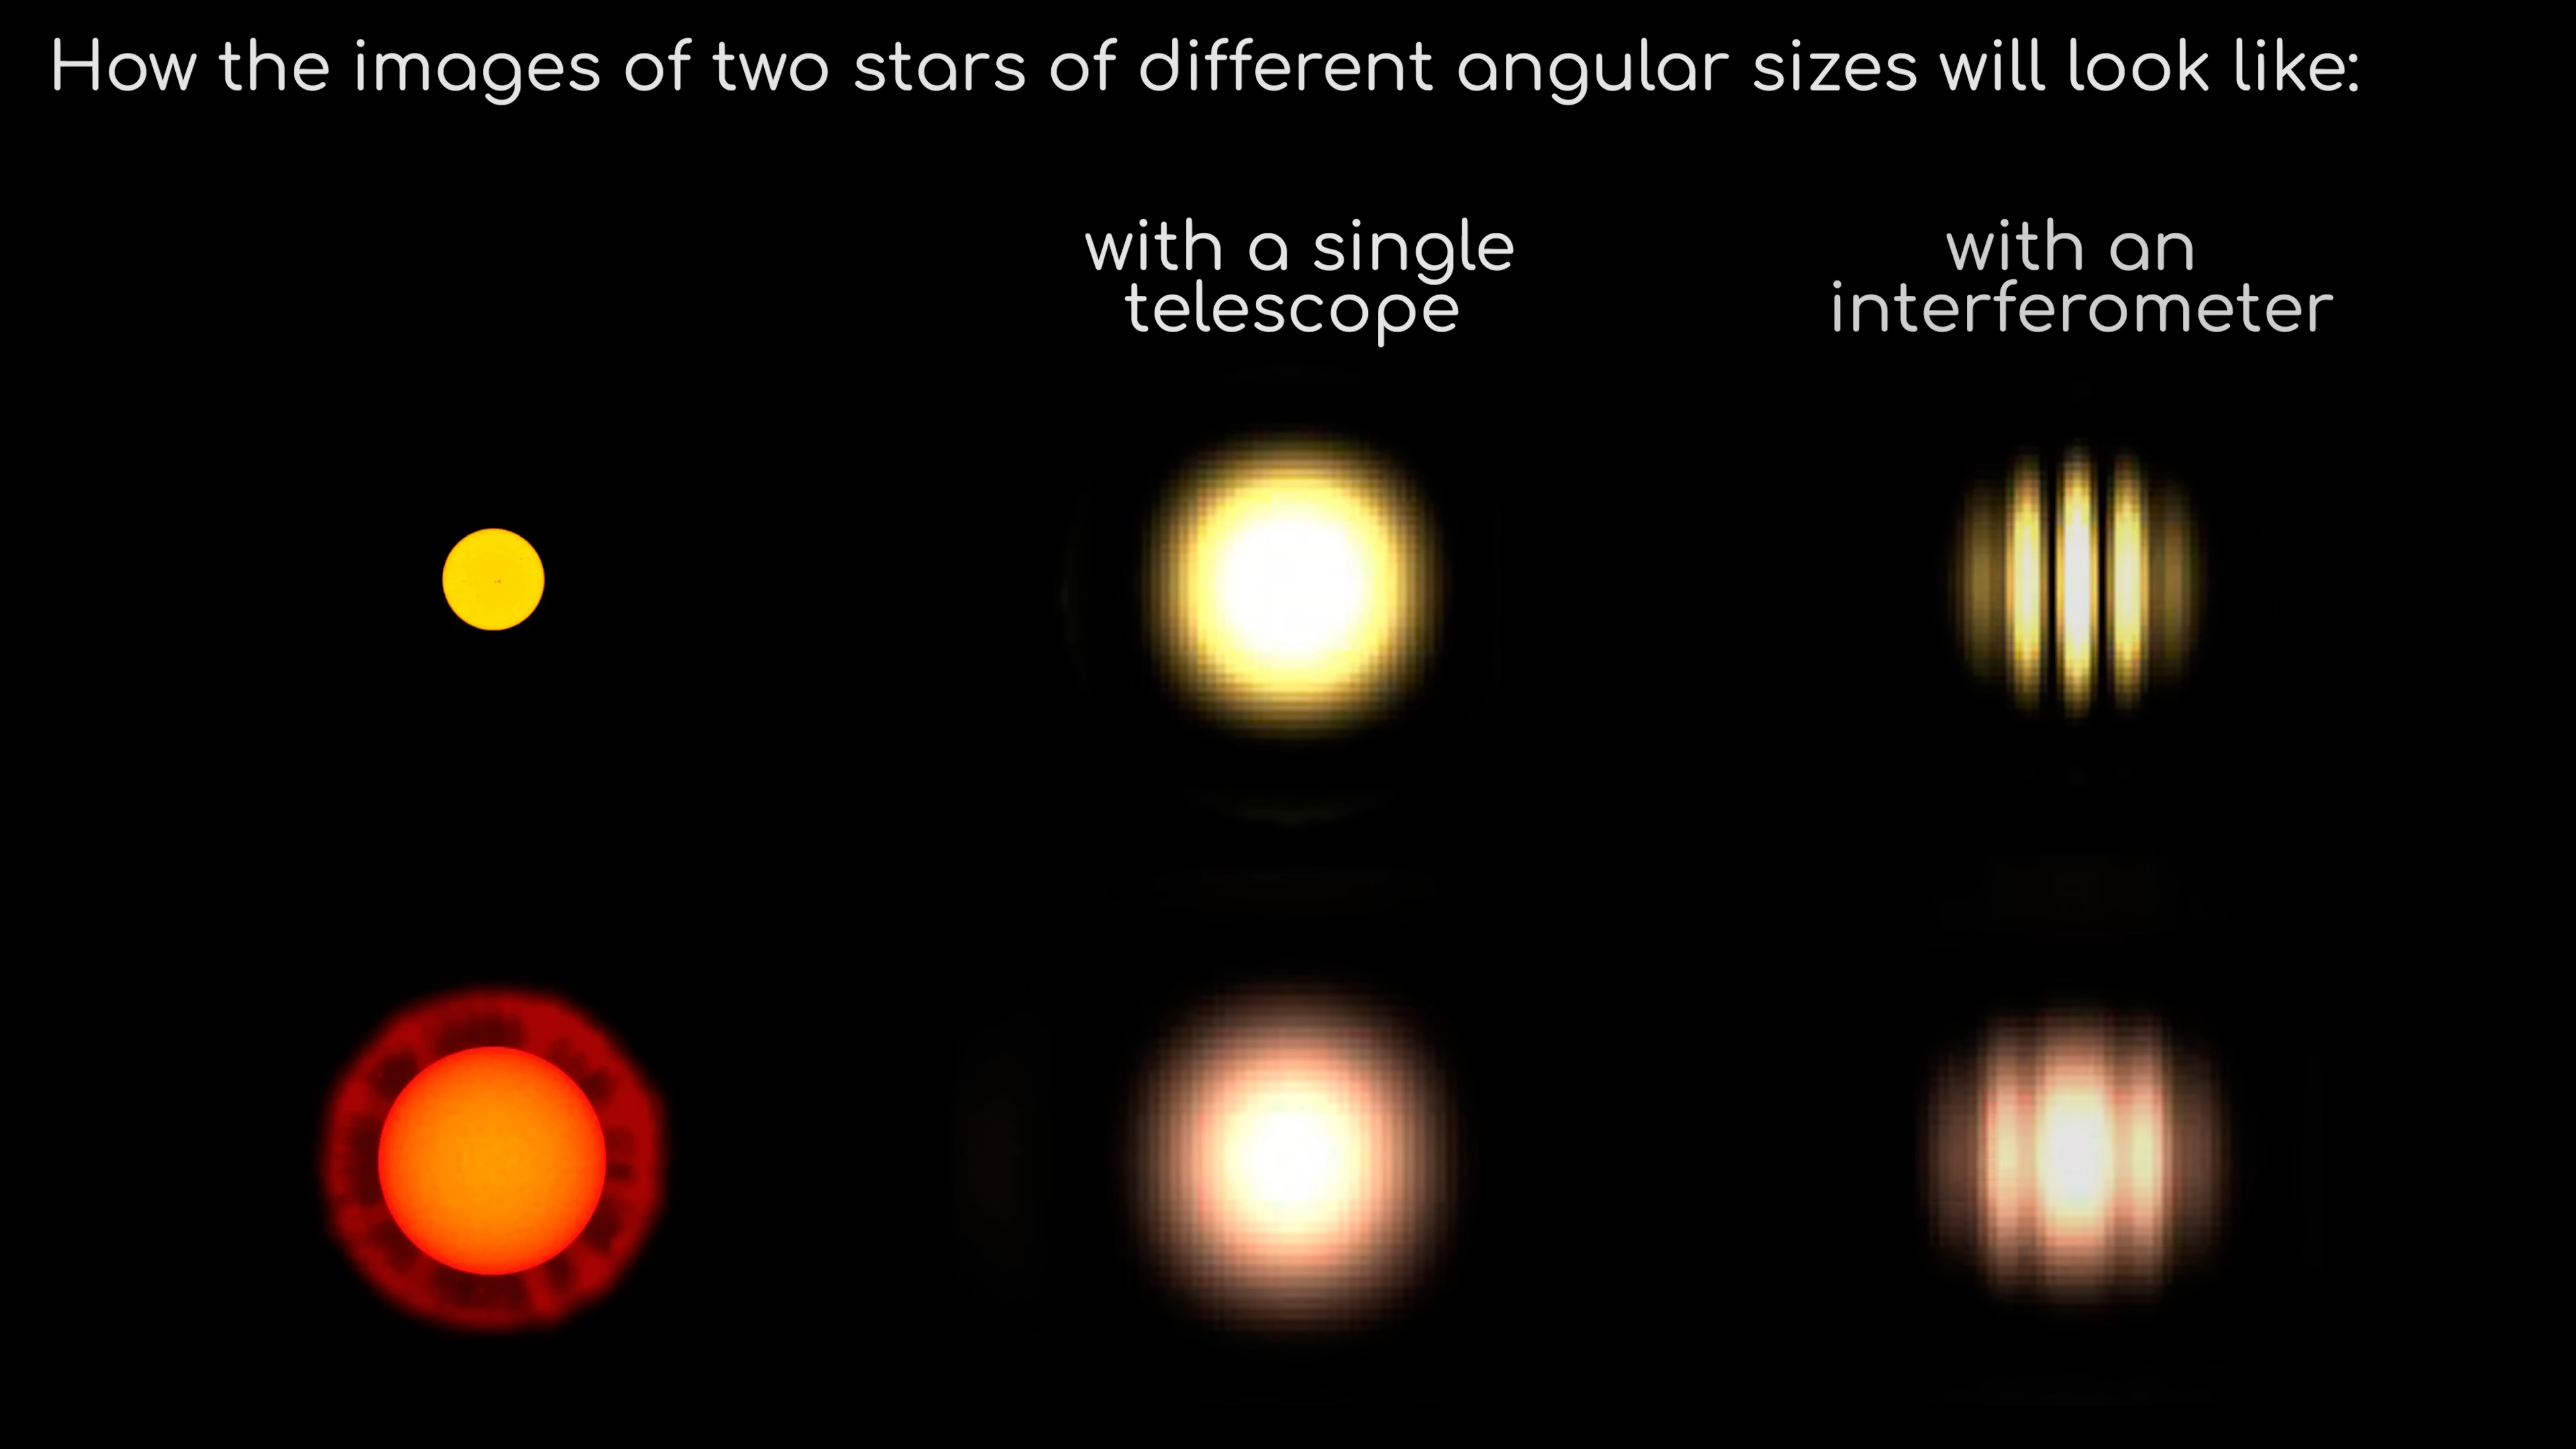 How the images of two stars of different angular sizes will look like:
with a single
telescope
with an
interferometer